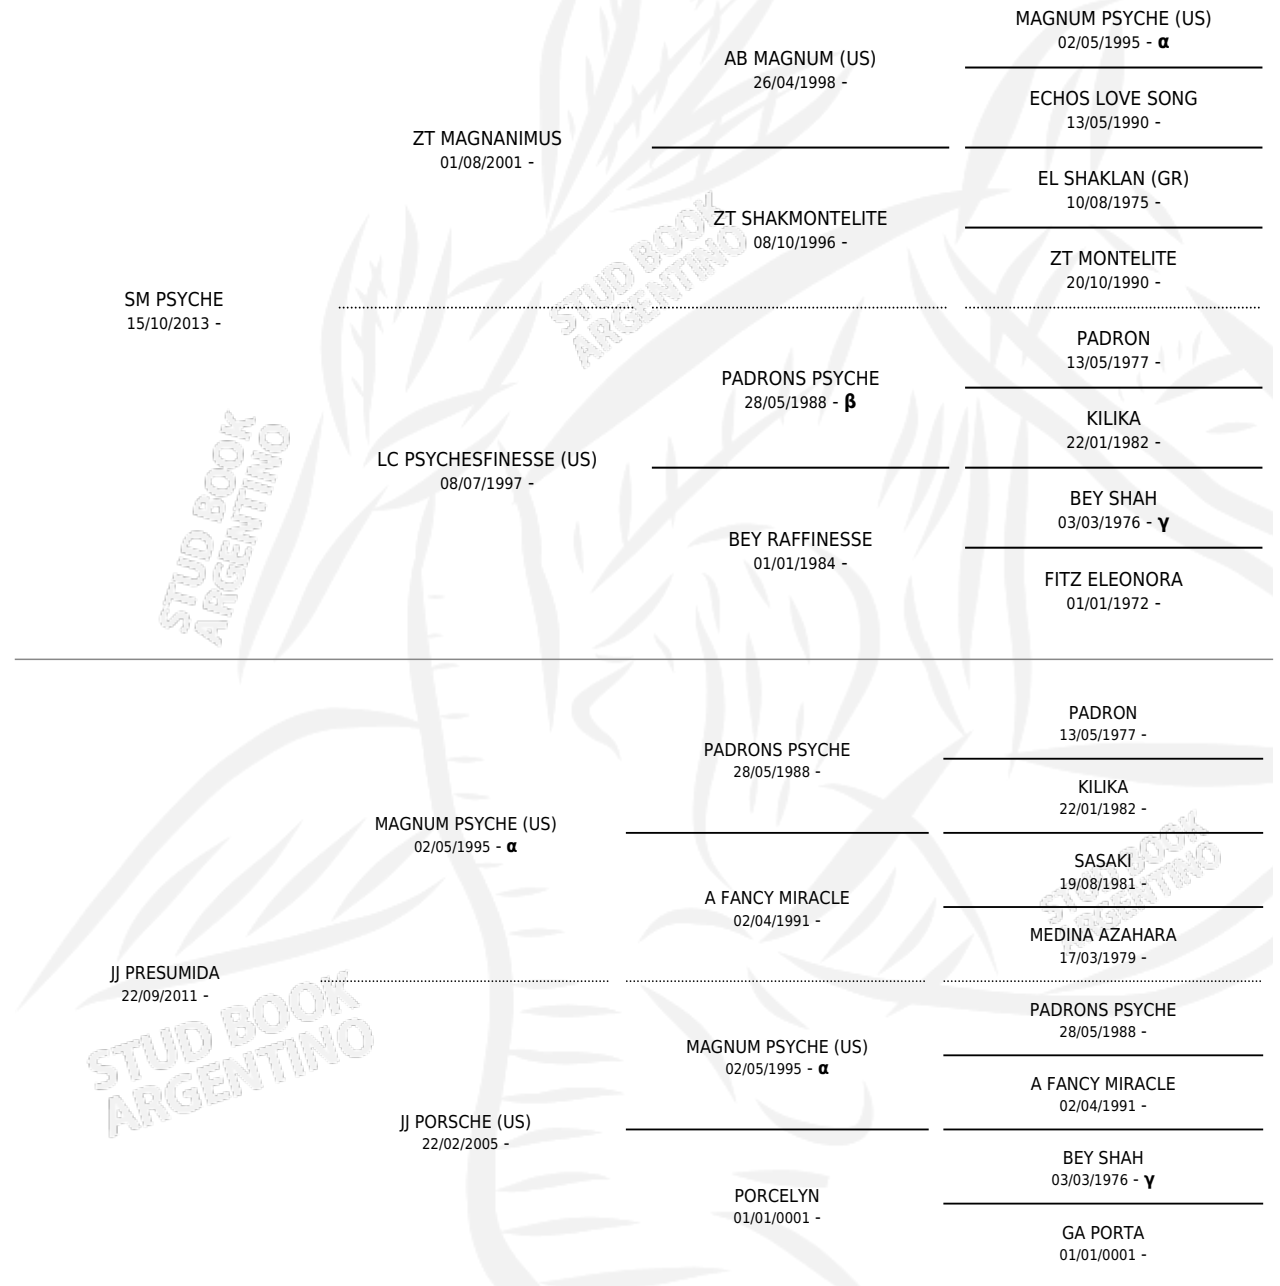 MAGNUM PSYCHE (US)
02/05/1995 - α
AB MAGNUM (US)
26/04/1998 -
ECHOS LOVE SONG
13/05/1990 -
ZT MAGNANIMUS
01/08/2001 -
EL SHAKLAN (GR)
10/08/1975 -
ZT SHAKMONTELITE
08/10/1996 -
ZT MONTELITE
20/10/1990 -
SM PSYCHE
15/10/2013 -
PADRON
13/05/1977 -
PADRONS PSYCHE
28/05/1988 - β
KILIKA
22/01/1982 -
LC PSYCHESFINESSE (US)
08/07/1997 -
BEY SHAH
03/03/1976 - γ
BEY RAFFINESSE
01/01/1984 -
FITZ ELEONORA
01/01/1972 -
STUD BOOK
ARGENTINO
STUD BOOK
ARGENTINO
PADRON
13/05/1977 -
PADRONS PSYCHE
28/05/1988 -
KILIKA
22/01/1982 -
MAGNUM PSYCHE (US)
02/05/1995 - α
SASAKI
19/08/1981 -
A FANCY MIRACLE
02/04/1991 -
MEDINA AZAHARA
17/03/1979 -
JJ PRESUMIDA
22/09/2011 -
PADRONS PSYCHE
28/05/1988 -
MAGNUM PSYCHE (US)
02/05/1995 - α
A FANCY MIRACLE
02/04/1991 -
JJ PORSCHE (US)
22/02/2005 -
BEY SHAH
03/03/1976 - γ
PORCELYN
01/01/0001 -
GA PORTA
01/01/0001 -
STUD BOOK
ARGENTINO
STUD BOOK
ARGENTINO